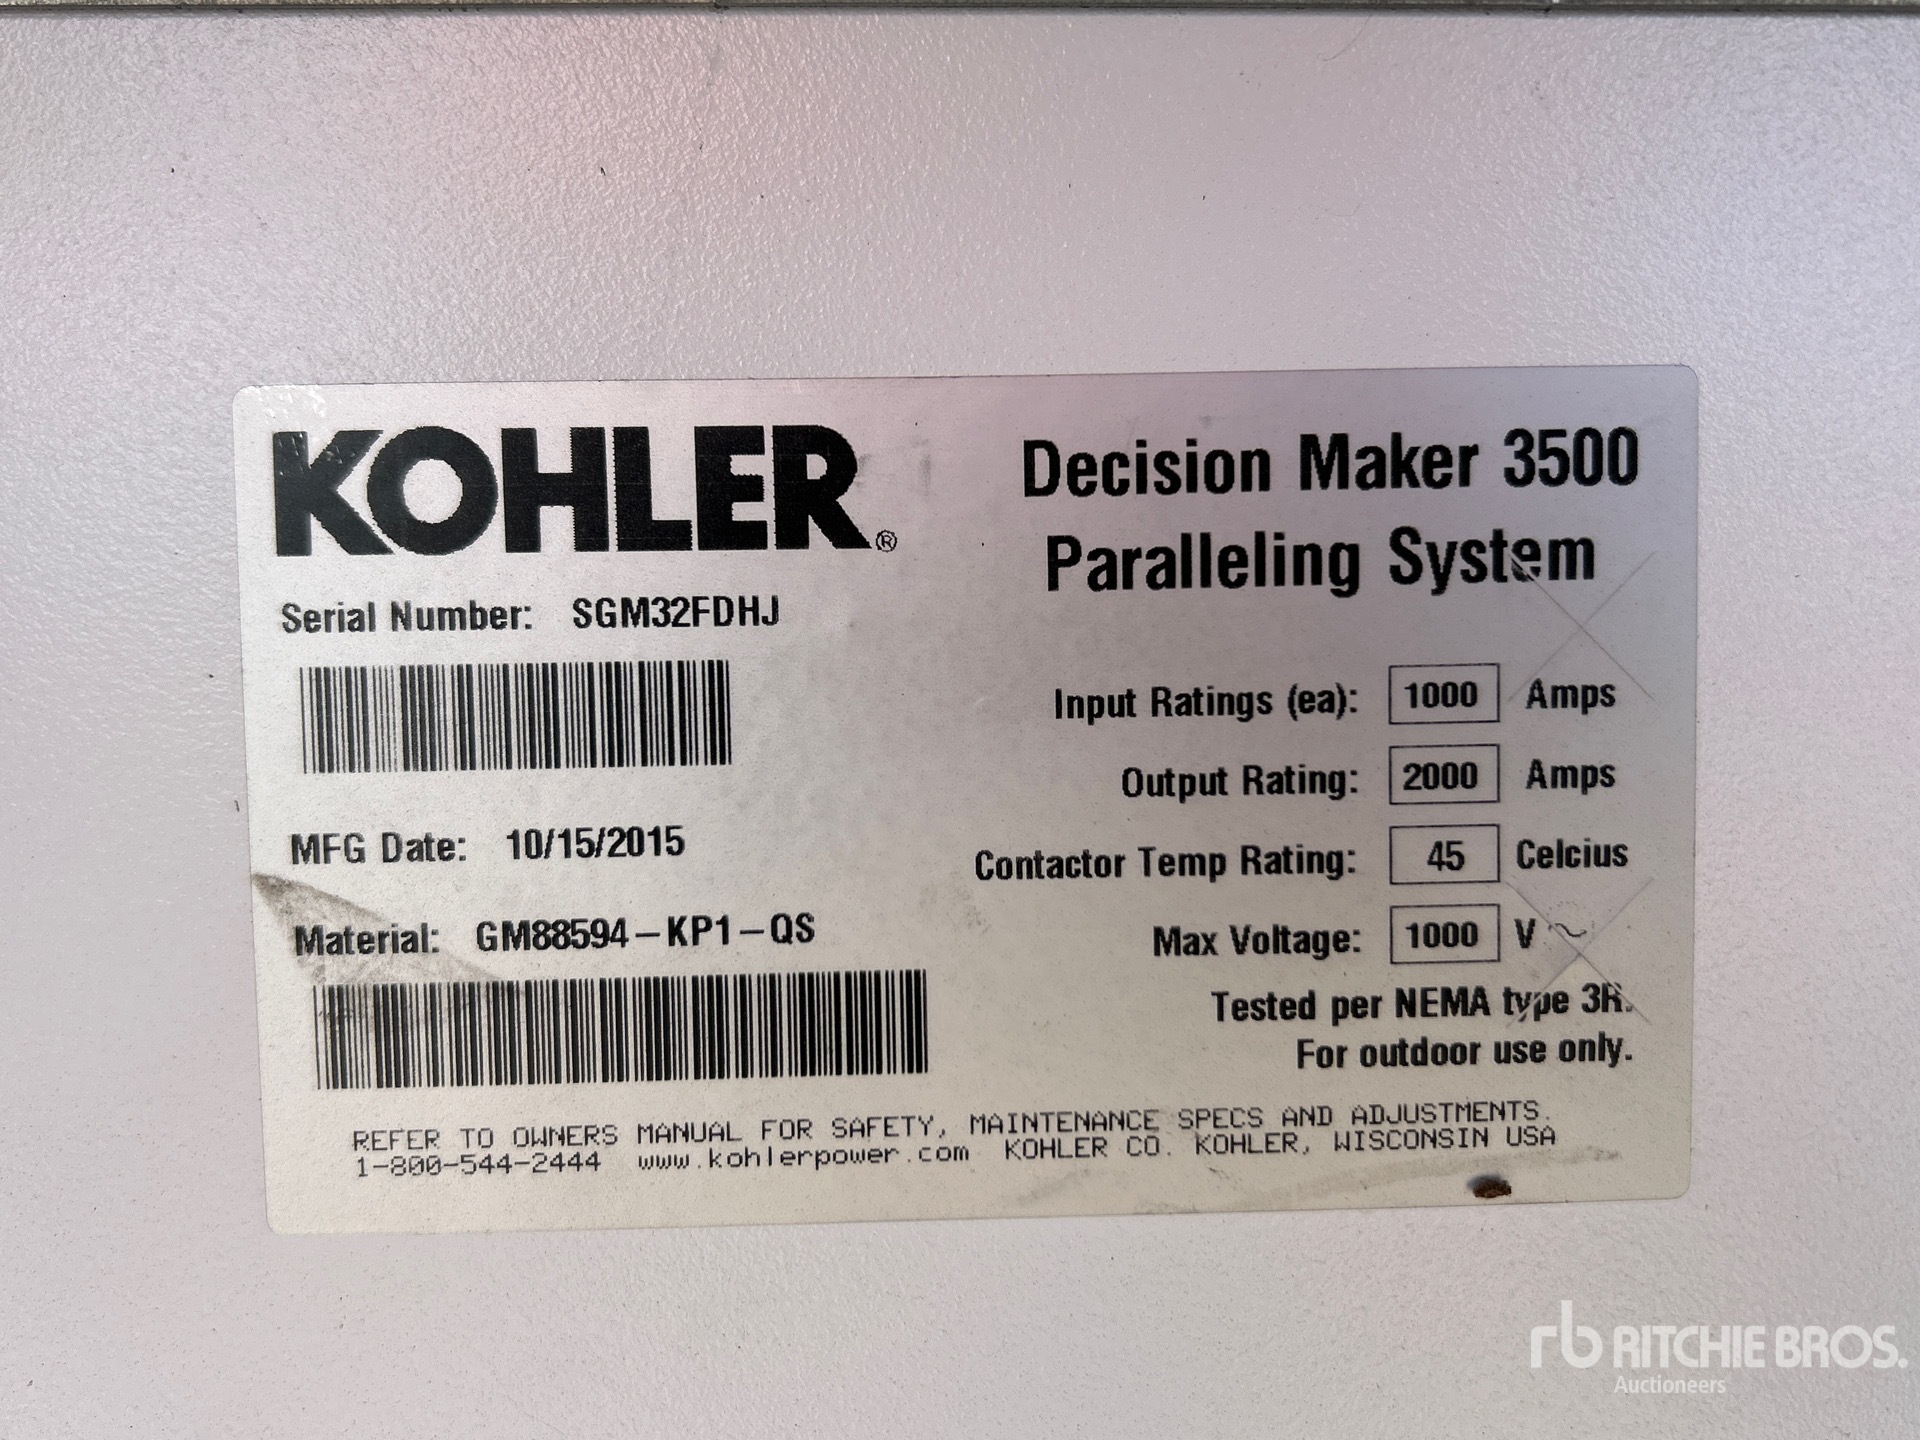 KOHLER®
Decision Maker 3500
Paralleling System
Serial Number: SGM32FDHJ
MFG Date: 10/15/2015
Material: GM88594-KP1-QS
Input Ratings (ea): 1000 Amps
Output Rating: 2000 Amps
Contactor Temp Rating: 45 Celcius
Max Voltage: 1000 V ~
Tested per NEMA type 3R.
For outdoor use only.
REFER TO OWNERS MANUAL FOR SAFETY, MAINTENANCE SPECS AND ADJUSTMENTS.
1-800-544-2444 www.kohlerpower.com KOHLER CO. KOHLER, WISCONSIN USA
rb RITCHIE BROS.
Auctioneers